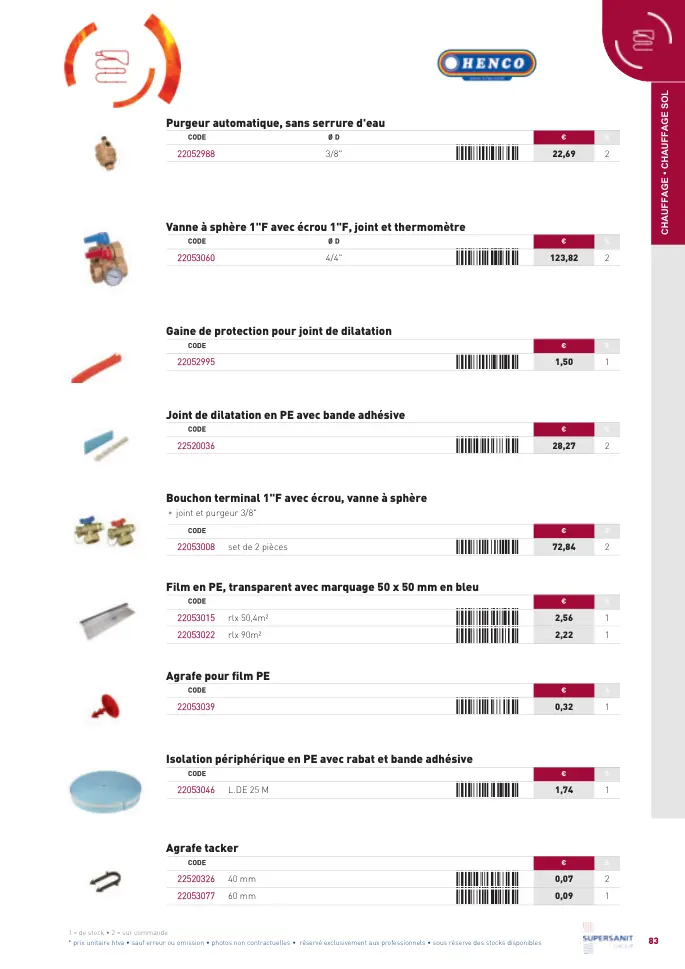 HENCO
CHAUFFAGE • CHAUFFAGE SOL
Purgeur automatique, sans serrure d'eau
CODE Ø D €
22052988 3/8" 22,69 2
Vanne à sphère 1"F avec écrou 1"F, joint et thermomètre
CODE Ø D €
22053060 4/4" 123,82 2
Gaine de protection pour joint de dilatation
CODE €
22052995 1,50 1
Joint de dilatation en PE avec bande adhésive
CODE €
22520036 28,27 2
Bouchon terminal 1"F avec écrou, vanne à sphère
+ joint et purgeur 3/8"
CODE €
22053008 set de 2 pièces 72,84 2
Film en PE, transparent avec marquage 50 x 50 mm en bleu
CODE €
22053015 rlx 50,4m² 2,56 1
22053022 rlx 90m² 2,22 1
Agrafe pour film PE
CODE €
22053039 0,32 1
Isolation périphérique en PE avec rabat et bande adhésive
CODE €
22053046 L.DE 25 M 1,74 1
Agrafe tacker
CODE €
22520326 40 mm 0,07 2
22053077 60 mm 0,09 1
1 = de stock • 2 = sur commande
* prix unitaire htva • sauf erreur ou omission • photos non contractuelles • réservé exclusivement aux professionnels • sous réserve des stocks disponibles
SUPERSANIT
GROUP
83